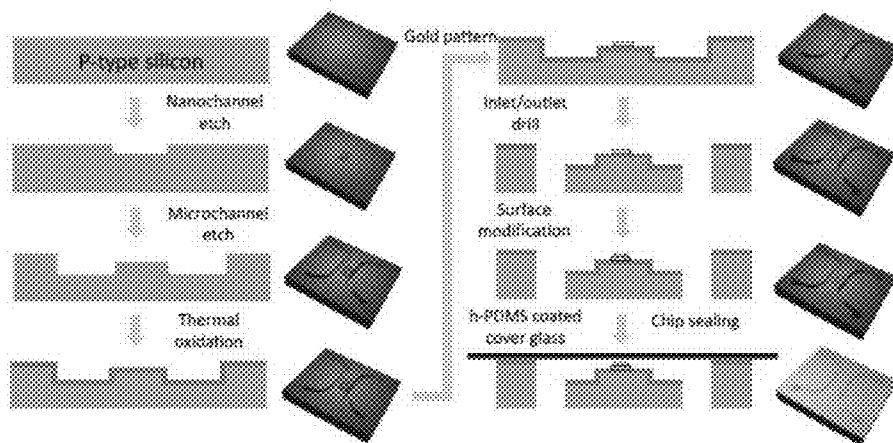 P-type silicon
Nanochannel
etch
Microchannel
etch
Thermal
oxidation
Gold pattern
Inlet/outlet
drill
Surface
modification
h-PDMS coated
cover glass
Chip sealing